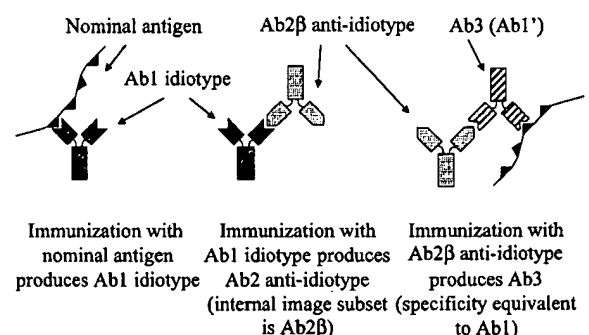 Nominal antigen
Ab2β anti-idiotype
Ab3 (Ab1')
Ab1 idiotype
Immunization with
nominal antigen
produces Ab1 idiotype
Immunization with
Ab1 idiotype produces
Ab2 anti-idiotype
(internal image subset
is Ab2β)
Immunization with
Ab2β anti-idiotype
produces Ab3
(specificity equivalent
to Ab1)